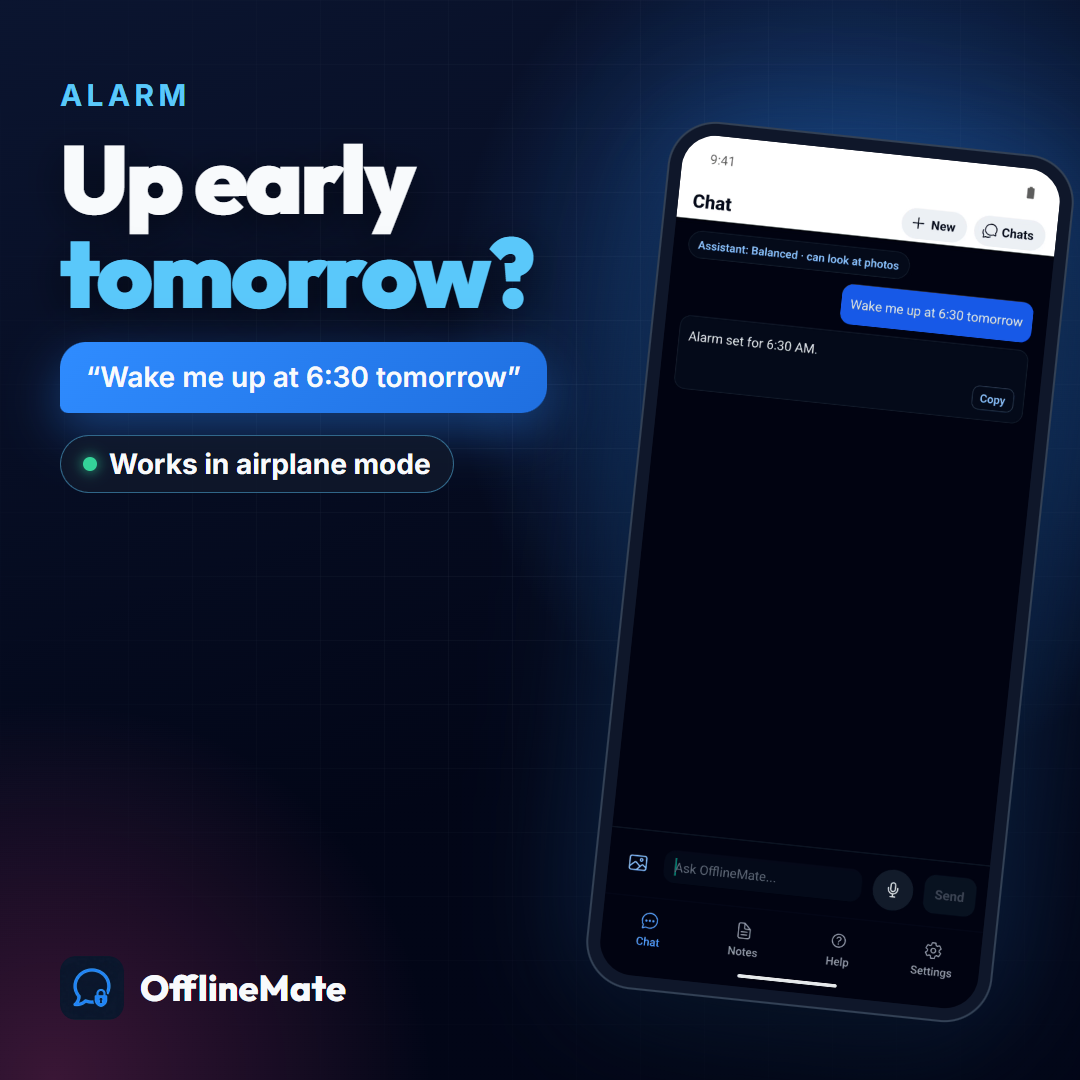 ALARM
Up early
tomorrow?
“Wake me up at 6:30 tomorrow”
Works in airplane mode
OfflineMate
9:41
Chat
New
Chats
Assistant: Balanced · can look at photos
Wake me up at 6:30 tomorrow
Alarm set for 6:30 AM.
Copy
Ask OfflineMate...
Send
Chat
Notes
Help
Settings